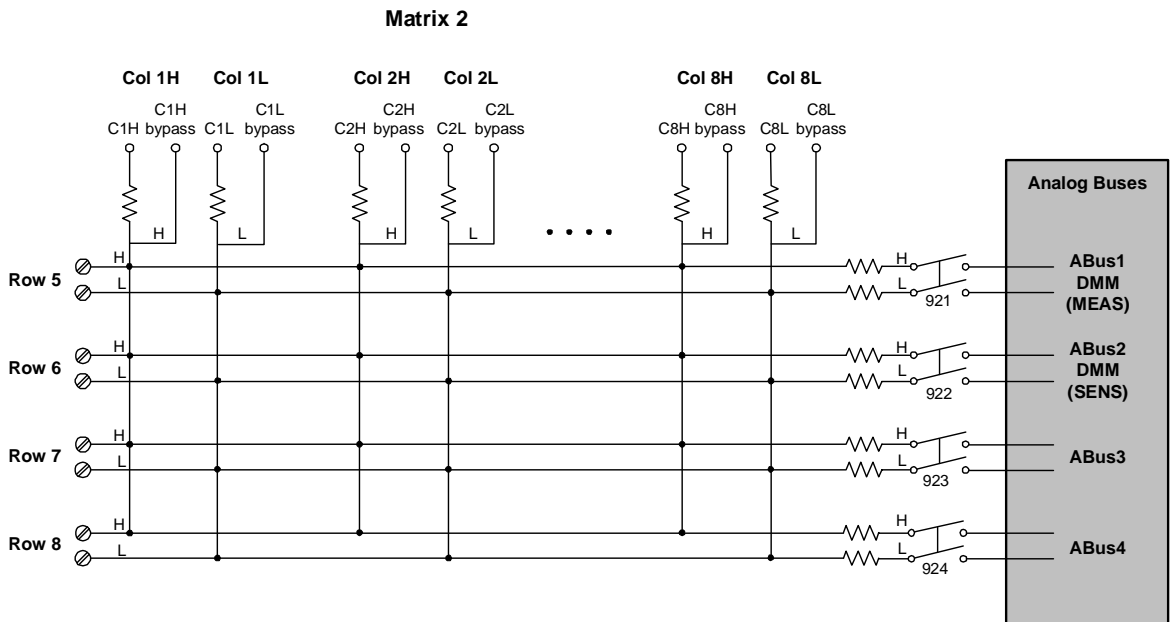 Matrix 2
Col 1H Col 1L Col 2H Col 2L Col 8H Col 8L
C1H C1L C2H C2L C8H C8L
C1H bypass C1L bypass C2H bypass C2L bypass C8H bypass C8L bypass
Analog Buses
H L H L H L
Row 5
H
L
H
L
921
ABus1
DMM
(MEAS)
Row 6
H
L
H
L
922
ABus2
DMM
(SENS)
Row 7
H
L
H
L
923
ABus3
Row 8
H
L
H
L
924
ABus4